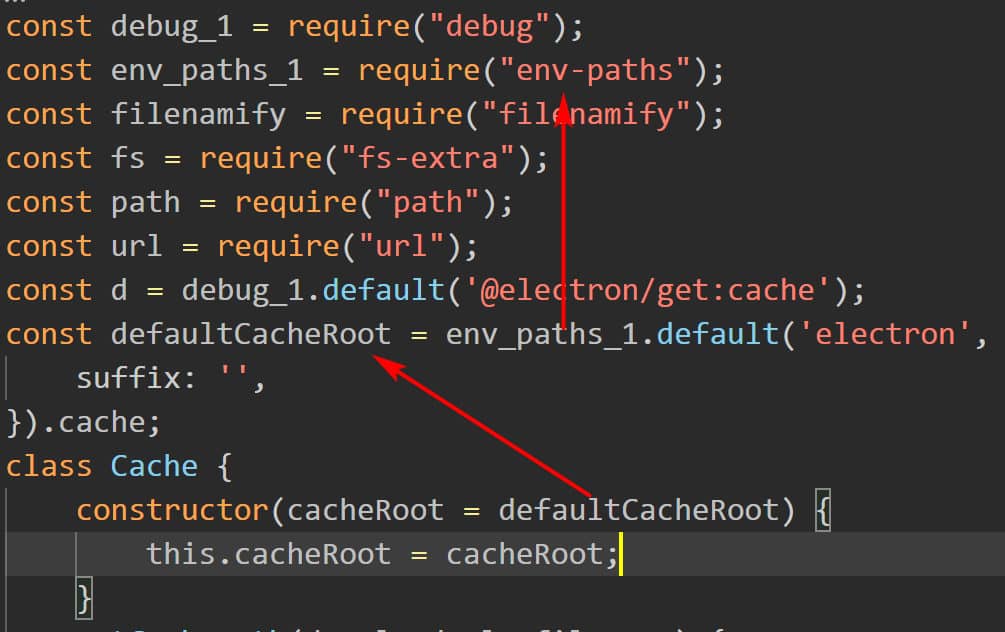 const debug_1 = require("debug");
const env_paths_1 = require("env-paths");
const filenamify = require("filenamify");
const fs = require("fs-extra");
const path = require("path");
const url = require("url");
const d = debug_1.default('@electron/get:cache');
const defaultCacheRoot = env_paths_1.default('electron',
suffix: '',
}).cache;
class Cache {
constructor(cacheRoot = defaultCacheRoot) {
this.cacheRoot = cacheRoot;
}